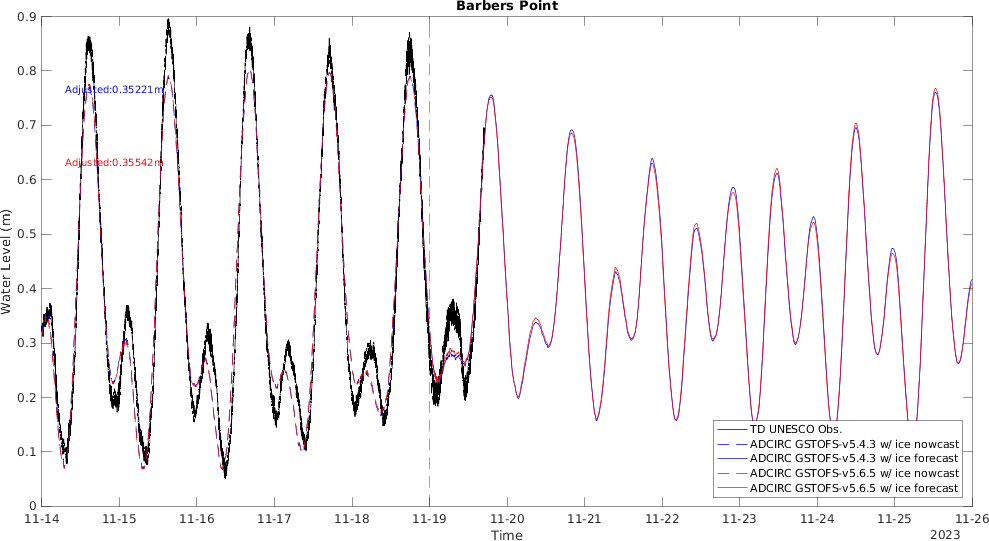 Barbers Point
0.9
0.8
0.7
0.6
0.5
0.4
0.3
0.2
0.1
0
Water Level (m)
Adjusted:0.35221m
Adjusted:0.35542m
TD UNESCO Obs.
ADCIRC GSTOFS-v5.4.3 w/ ice nowcast
ADCIRC GSTOFS-v5.4.3 w/ ice forecast
ADCIRC GSTOFS-v5.6.5 w/ ice nowcast
ADCIRC GSTOFS-v5.6.5 w/ ice forecast
11-14 11-15 11-16 11-17 11-18 11-19 11-20 11-21 11-22 11-23 11-24 11-25 11-26
Time
2023